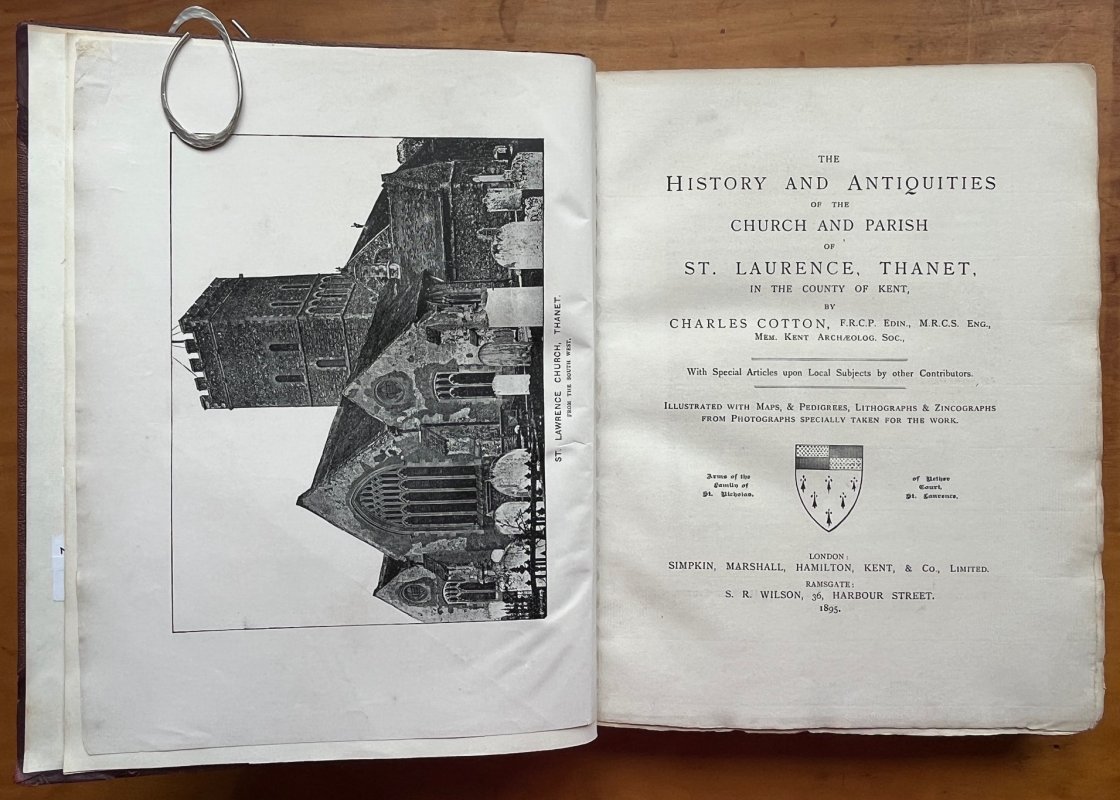 ST. LAWRENCE CHURCH, THANET.
FROM THE SOUTH WEST.
THE
HISTORY AND ANTIQUITIES
OF THE
CHURCH AND PARISH
OF
ST. LAURENCE, THANET,
IN THE COUNTY OF KENT,
BY
CHARLES COTTON, F.R.C.P. EDIN., M.R.C.S. ENG.,
MEM. KENT ARCHÆOLOG. SOC.,
With Special Articles upon Local Subjects by other Contributors.
ILLUSTRATED WITH MAPS, & PEDIGREES, LITHOGRAPHS & ZINCOGRAPHS
FROM PHOTOGRAPHS SPECIALLY TAKEN FOR THE WORK.
Arms of the
Family of
St. Nicholas,
of Nether
Court,
St. Laurence.
LONDON:
SIMPKIN, MARSHALL, HAMILTON, KENT, & Co., LIMITED.
RAMSGATE:
S. R. WILSON, 36, HARBOUR STREET.
1895.